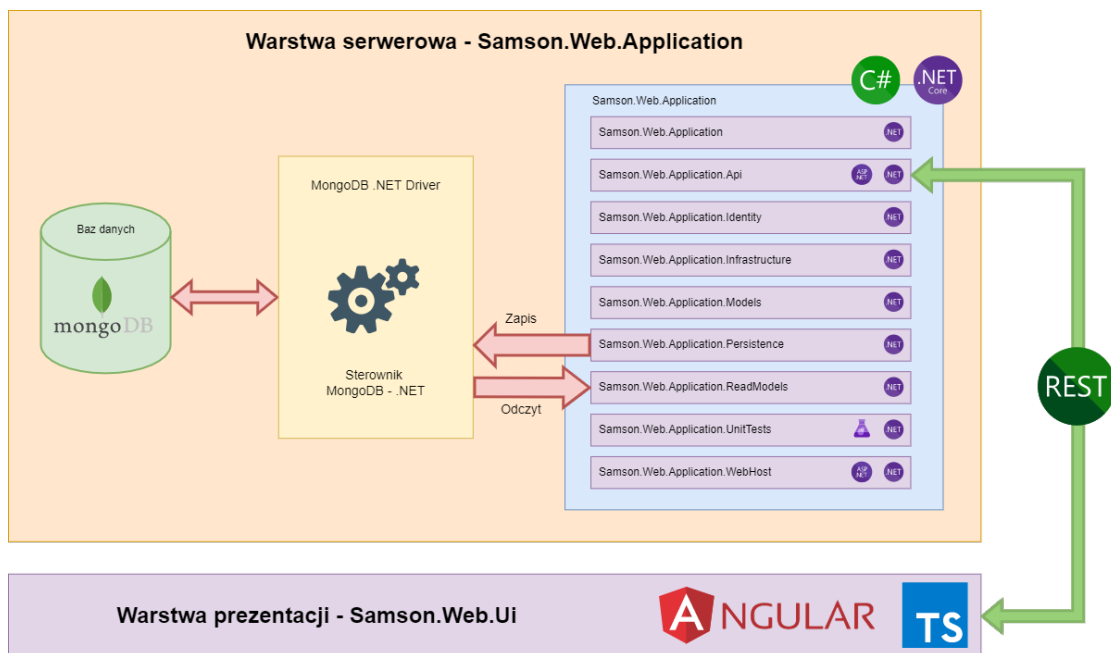 Warstwa serwerowa - Samson.Web.Application
C#
.NET
Core
Samson.Web.Application
Samson.Web.Application
.NET
Samson.Web.Application.Api
ASP
.NET
.NET
Samson.Web.Application.Identity
.NET
Samson.Web.Application.Infrastructure
.NET
Samson.Web.Application.Models
.NET
Samson.Web.Application.Persistence
.NET
Samson.Web.Application.ReadModels
.NET
Samson.Web.Application.UnitTests
.NET
Samson.Web.Application.WebHost
ASP
.NET
.NET
MongoDB .NET Driver
Sterownik
MongoDB - .NET
Zapis
Odczyt
Baz danych
mongoDB
REST
Warstwa prezentacji - Samson.Web.Ui
ANGULAR
TS